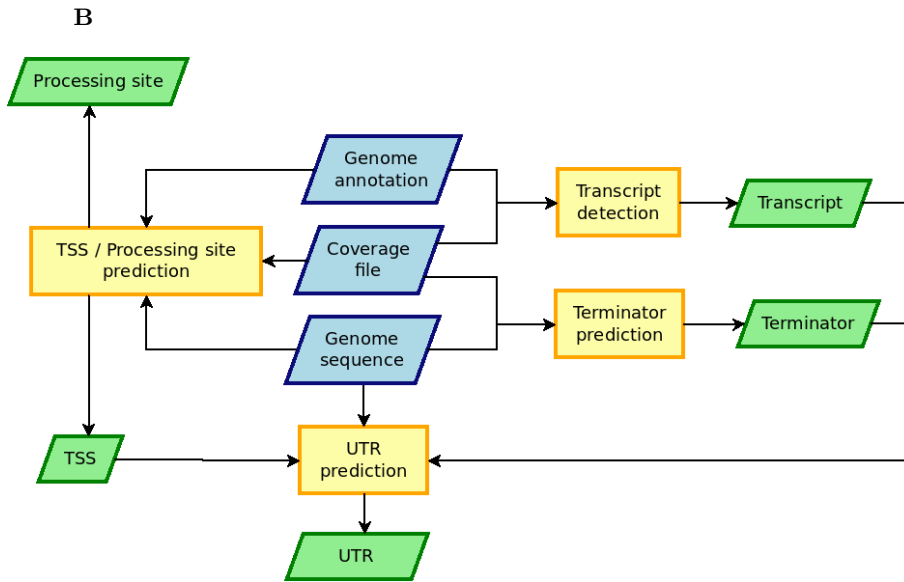 B
Processing site
Genome
annotation
Transcript
detection
Transcript
TSS / Processing site
prediction
Coverage
file
Terminator
prediction
Terminator
Genome
sequence
TSS
UTR
prediction
UTR